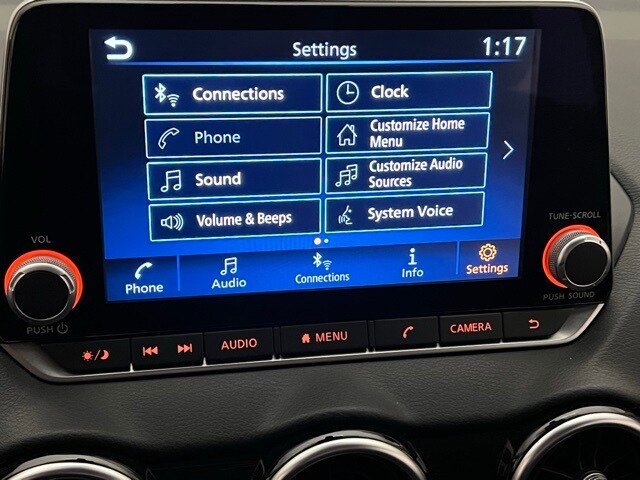 Settings
1:17
Connections
Clock
Phone
Customize Home
Menu
Sound
Customize Audio
Sources
Volume & Beeps
System Voice
Phone
Audio
Connections
Info
Settings
VOL
PUSH
TUNE·SCROLL
PUSH SOUND
AUDIO
MENU
CAMERA